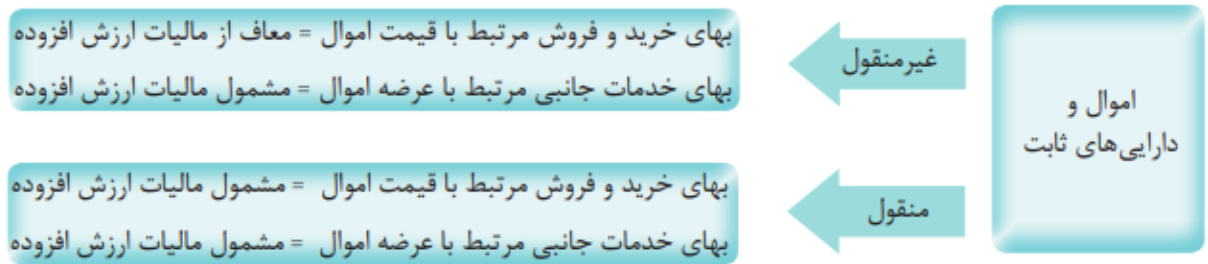 اموال و
دارایی‌های ثابت
غیرمنقول
بهای خرید و فروش مرتبط با قیمت اموال = معاف از مالیات ارزش افزوده
بهای خدمات جانبی مرتبط با عرضه اموال = مشمول مالیات ارزش افزوده
منقول
بهای خرید و فروش مرتبط با قیمت اموال = مشمول مالیات ارزش افزوده
بهای خدمات جانبی مرتبط با عرضه اموال = مشمول مالیات ارزش افزوده